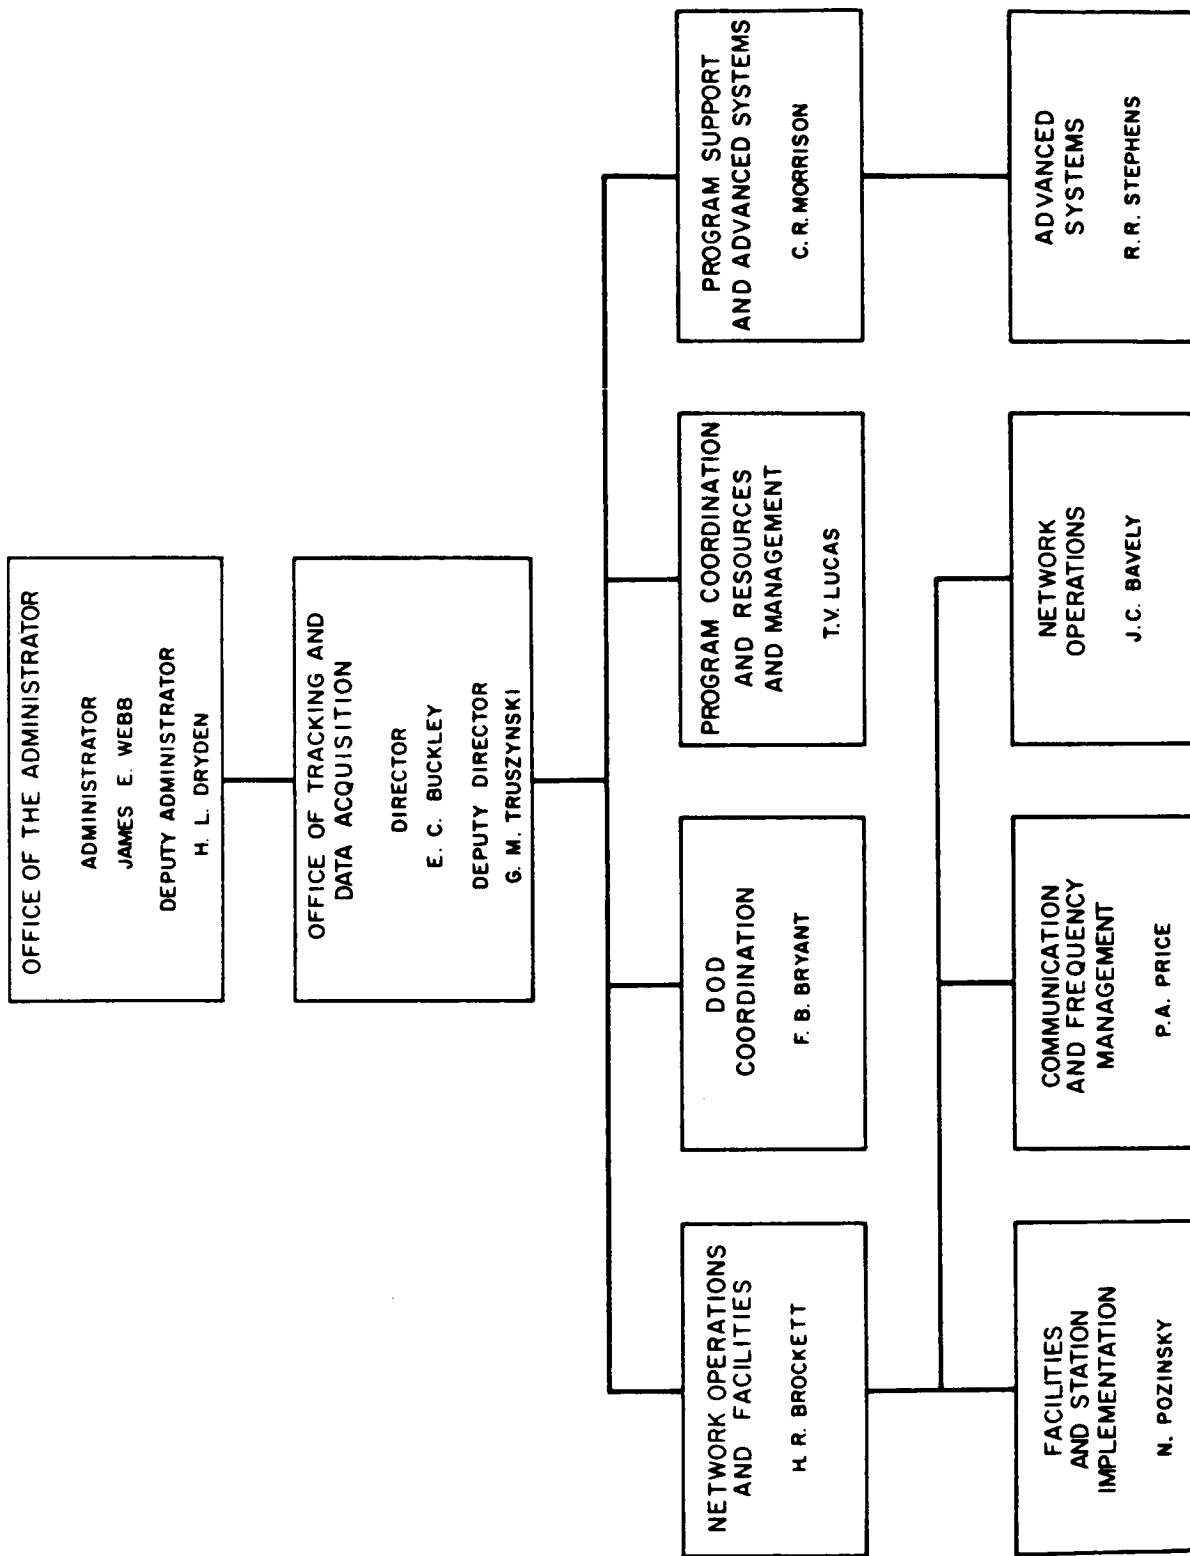 OFFICE OF THE ADMINISTRATOR
ADMINISTRATOR
JAMES E. WEBB
DEPUTY ADMINISTRATOR
H. L. DRYDEN
OFFICE OF TRACKING AND
DATA ACQUISITION
DIRECTOR
E. C. BUCKLEY
DEPUTY DIRECTOR
G. M. TRUSZYNSKI
NETWORK OPERATIONS
AND FACILITIES
H. R. BROCKETT
DOD
COORDINATION
F. B. BRYANT
PROGRAM COORDINATION
AND RESOURCES
AND MANAGEMENT
T.V. LUCAS
PROGRAM SUPPORT
AND ADVANCED SYSTEMS
C. R. MORRISON
FACILITIES
AND STATION
IMPLEMENTATION
N. POZINSKY
COMMUNICATION
AND FREQUENCY
MANAGEMENT
P.A. PRICE
NETWORK
OPERATIONS
J.C. BAVELY
ADVANCED
SYSTEMS
R.R. STEPHENS